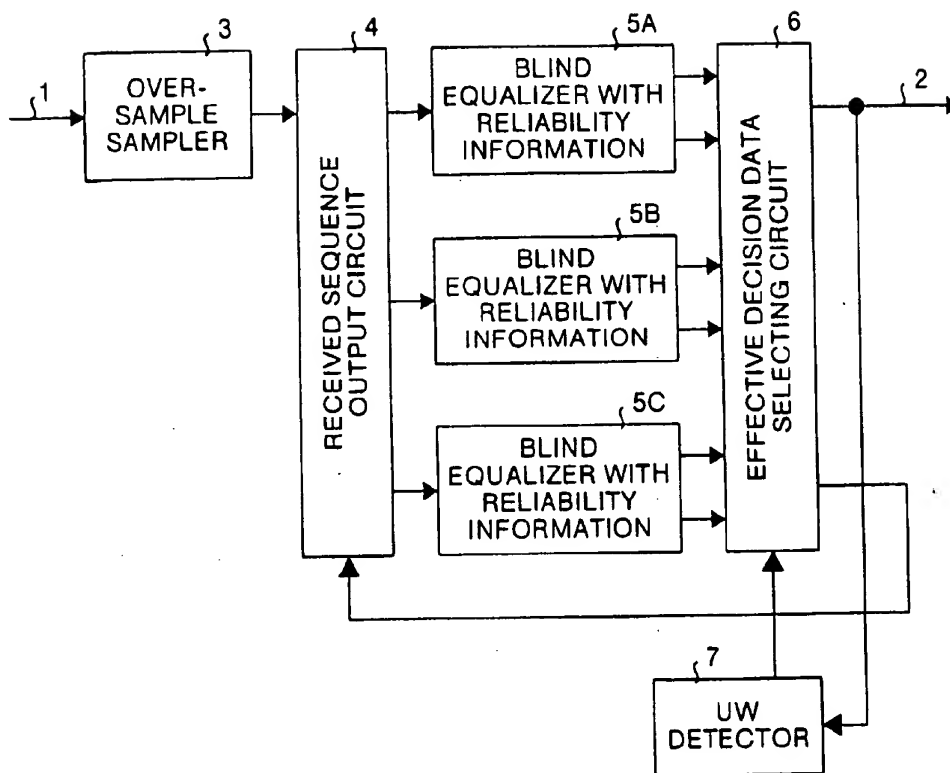 1
3
OVER-
SAMPLE
SAMPLER
4
RECEIVED SEQUENCE
OUTPUT CIRCUIT
5A
BLIND
EQUALIZER WITH
RELIABILITY
INFORMATION
5B
BLIND
EQUALIZER WITH
RELIABILITY
INFORMATION
5C
BLIND
EQUALIZER WITH
RELIABILITY
INFORMATION
6
EFFECTIVE DECISION DATA
SELECTING CIRCUIT
2
7
UW
DETECTOR